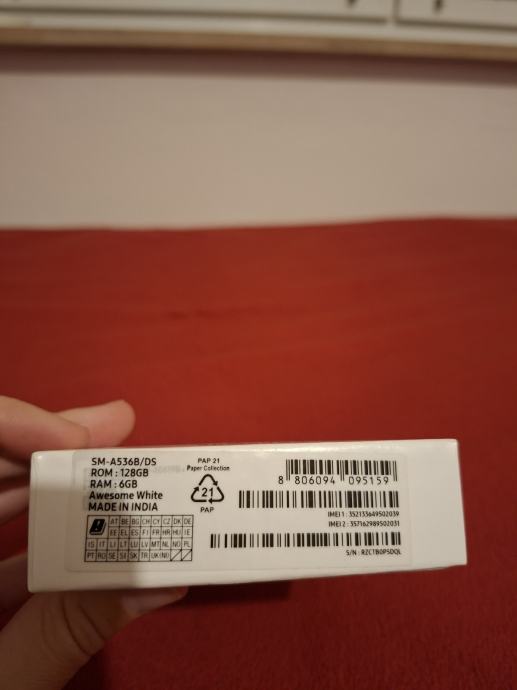 SM-A536B/DS
ROM : 128GB
RAM : 6GB
Awesome White
MADE IN INDIA
AT BE BG CH CY CZ DK DE
EE EL ES FI FR HR HU IE
IS IT LI LT LU LV MT NL NO PL
PT RO SE SI SK TR UK(NI)
PAP 21
Paper Collection
21
PAP
8 806094 095159
IMEI 1 : 352133649502039
IMEI 2 : 357162989502031
S/N : RZCTB0PSDQL